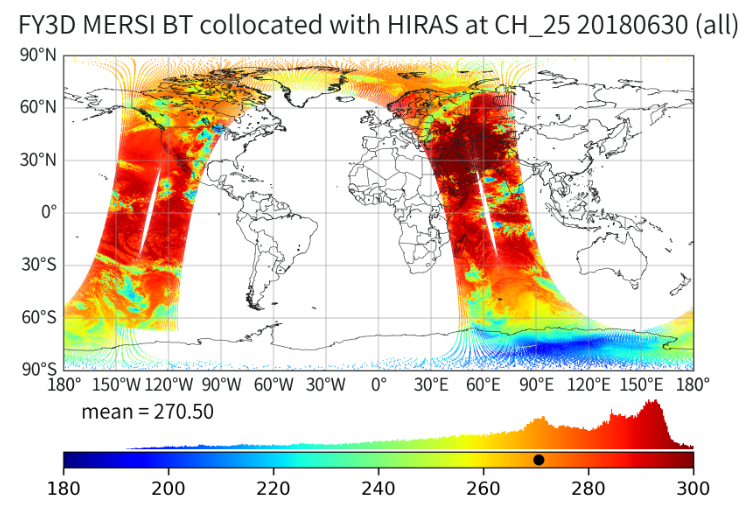 FY3D MERSI BT collocated with HIRAS at CH_25 20180630 (all)
90°N
60°N
30°N
0°
30°S
60°S
90°S
180° 150°W 120°W 90°W 60°W 30°W 0° 30°E 60°E 90°E 120°E 150°E 180°
mean = 270.50
180 200 220 240 260 280 300